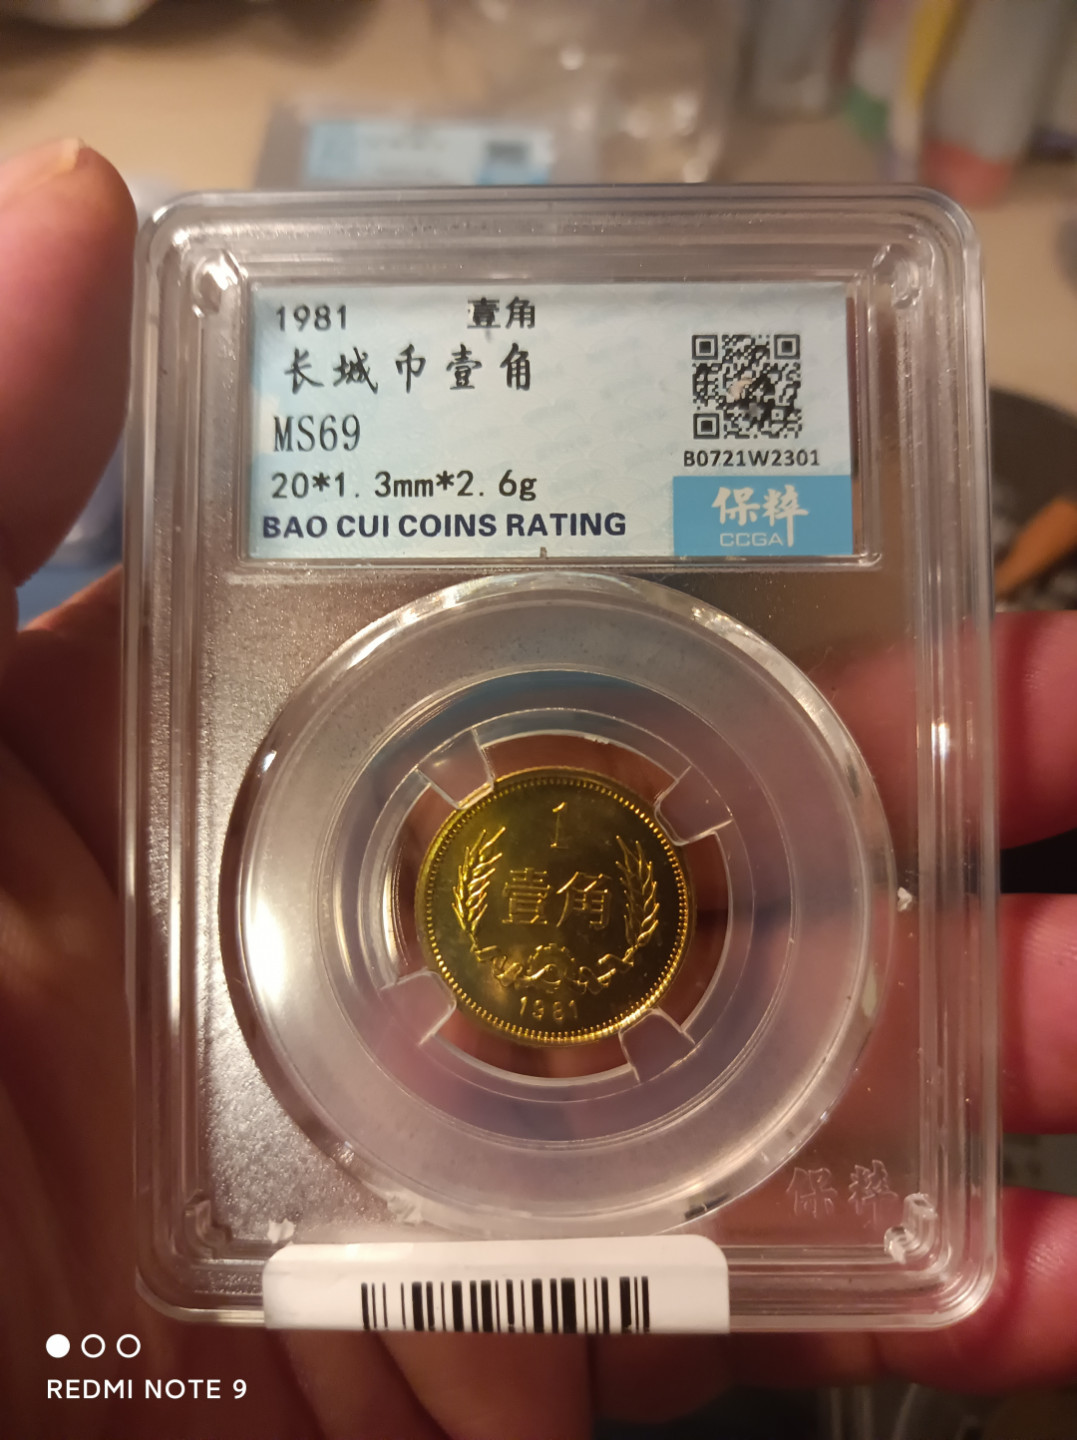 1981 壹角
长城币壹角
MS69
20*1.3mm*2.6g
BAO CUI COINS RATING
B0721W2301
保粹
CCGA
1
壹角
1981
保粹
REDMI NOTE 9